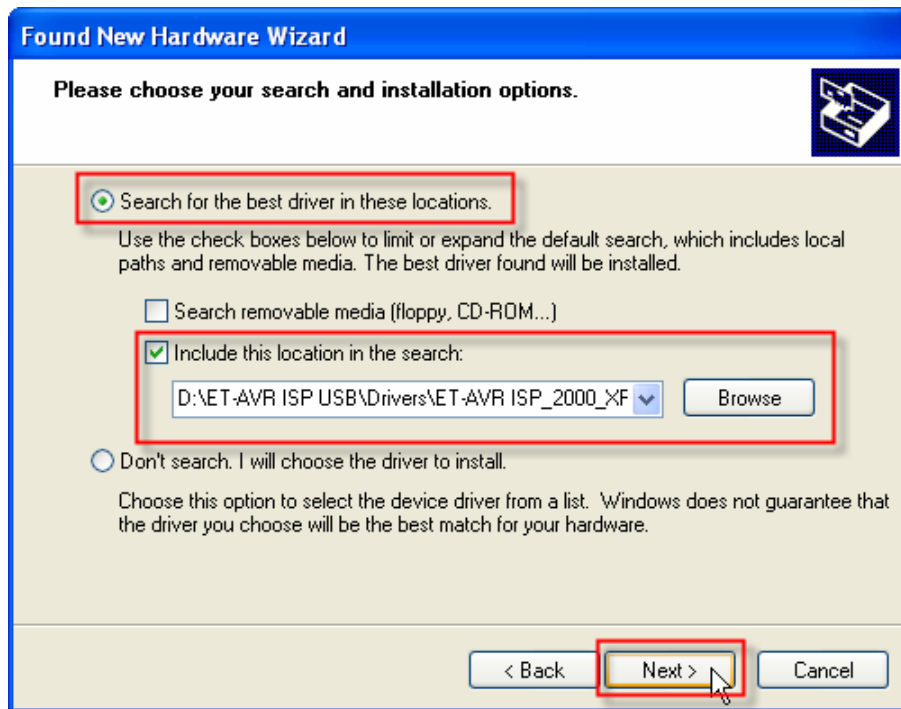 Found New Hardware Wizard
Please choose your search and installation options.
Search for the best driver in these locations.
Use the check boxes below to limit or expand the default search, which includes local
paths and removable media. The best driver found will be installed.
Search removable media (floppy, CD-ROM...)
Include this location in the search:
D:\ET-AVR ISP USB\Drivers\ET-AVR ISP_2000_XF
Browse
Don't search. I will choose the driver to install.
Choose this option to select the device driver from a list. Windows does not guarantee that
the driver you choose will be the best match for your hardware.
< Back Next > Cancel